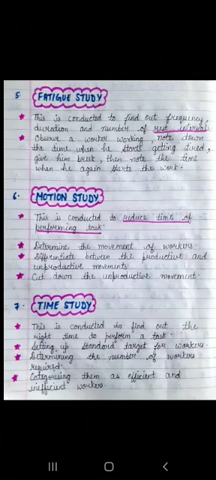 5. FATIGUE STUDY
This is conducted to find out frequency,
duration and number of rest intervals
Observe a worker working, note down
the time when he starts getting tired,
give him break, then note the time
when he again starts the work.
6. MOTION STUDY
This is conducted to reduce time of
performing task.
Determine the movement of workers
Differentiate between the productive and
unproductive movements
Cut down the unproductive movement.
7. TIME STUDY
This is conducted to find out the
right time to perform a task.
Setting up standard target for workers
Determining the number of workers
required.
Categorising them as efficient and
inefficient workers